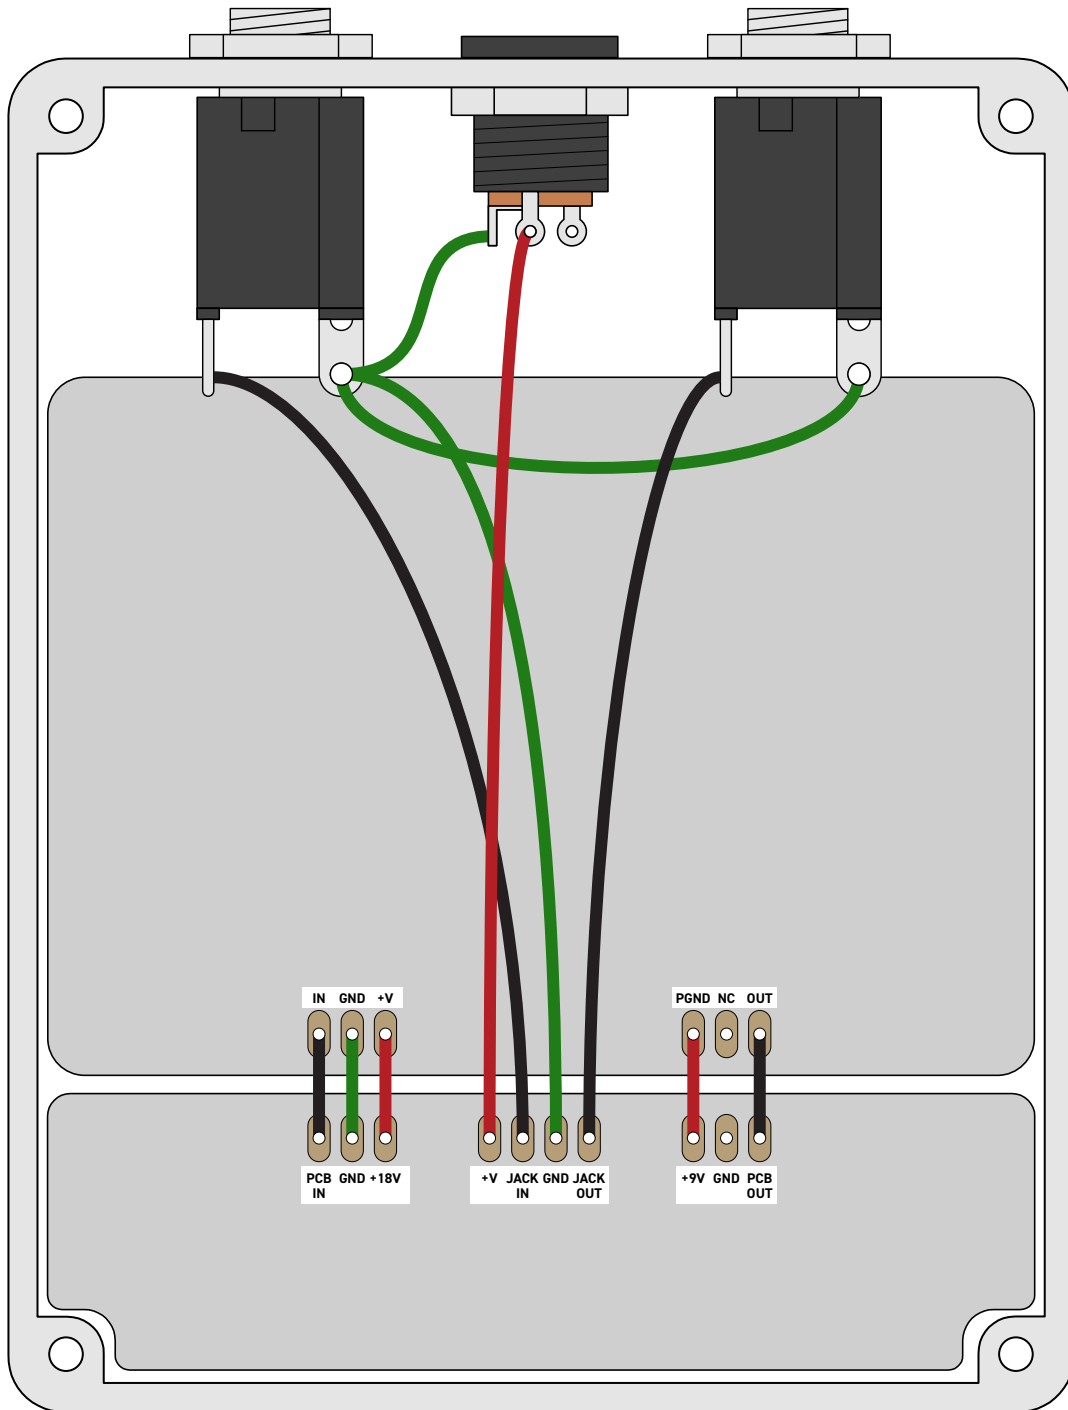 IN GND +V
PGND NC OUT
PCB IN GND +18V
+V JACK IN GND JACK OUT
+9V GND PCB OUT